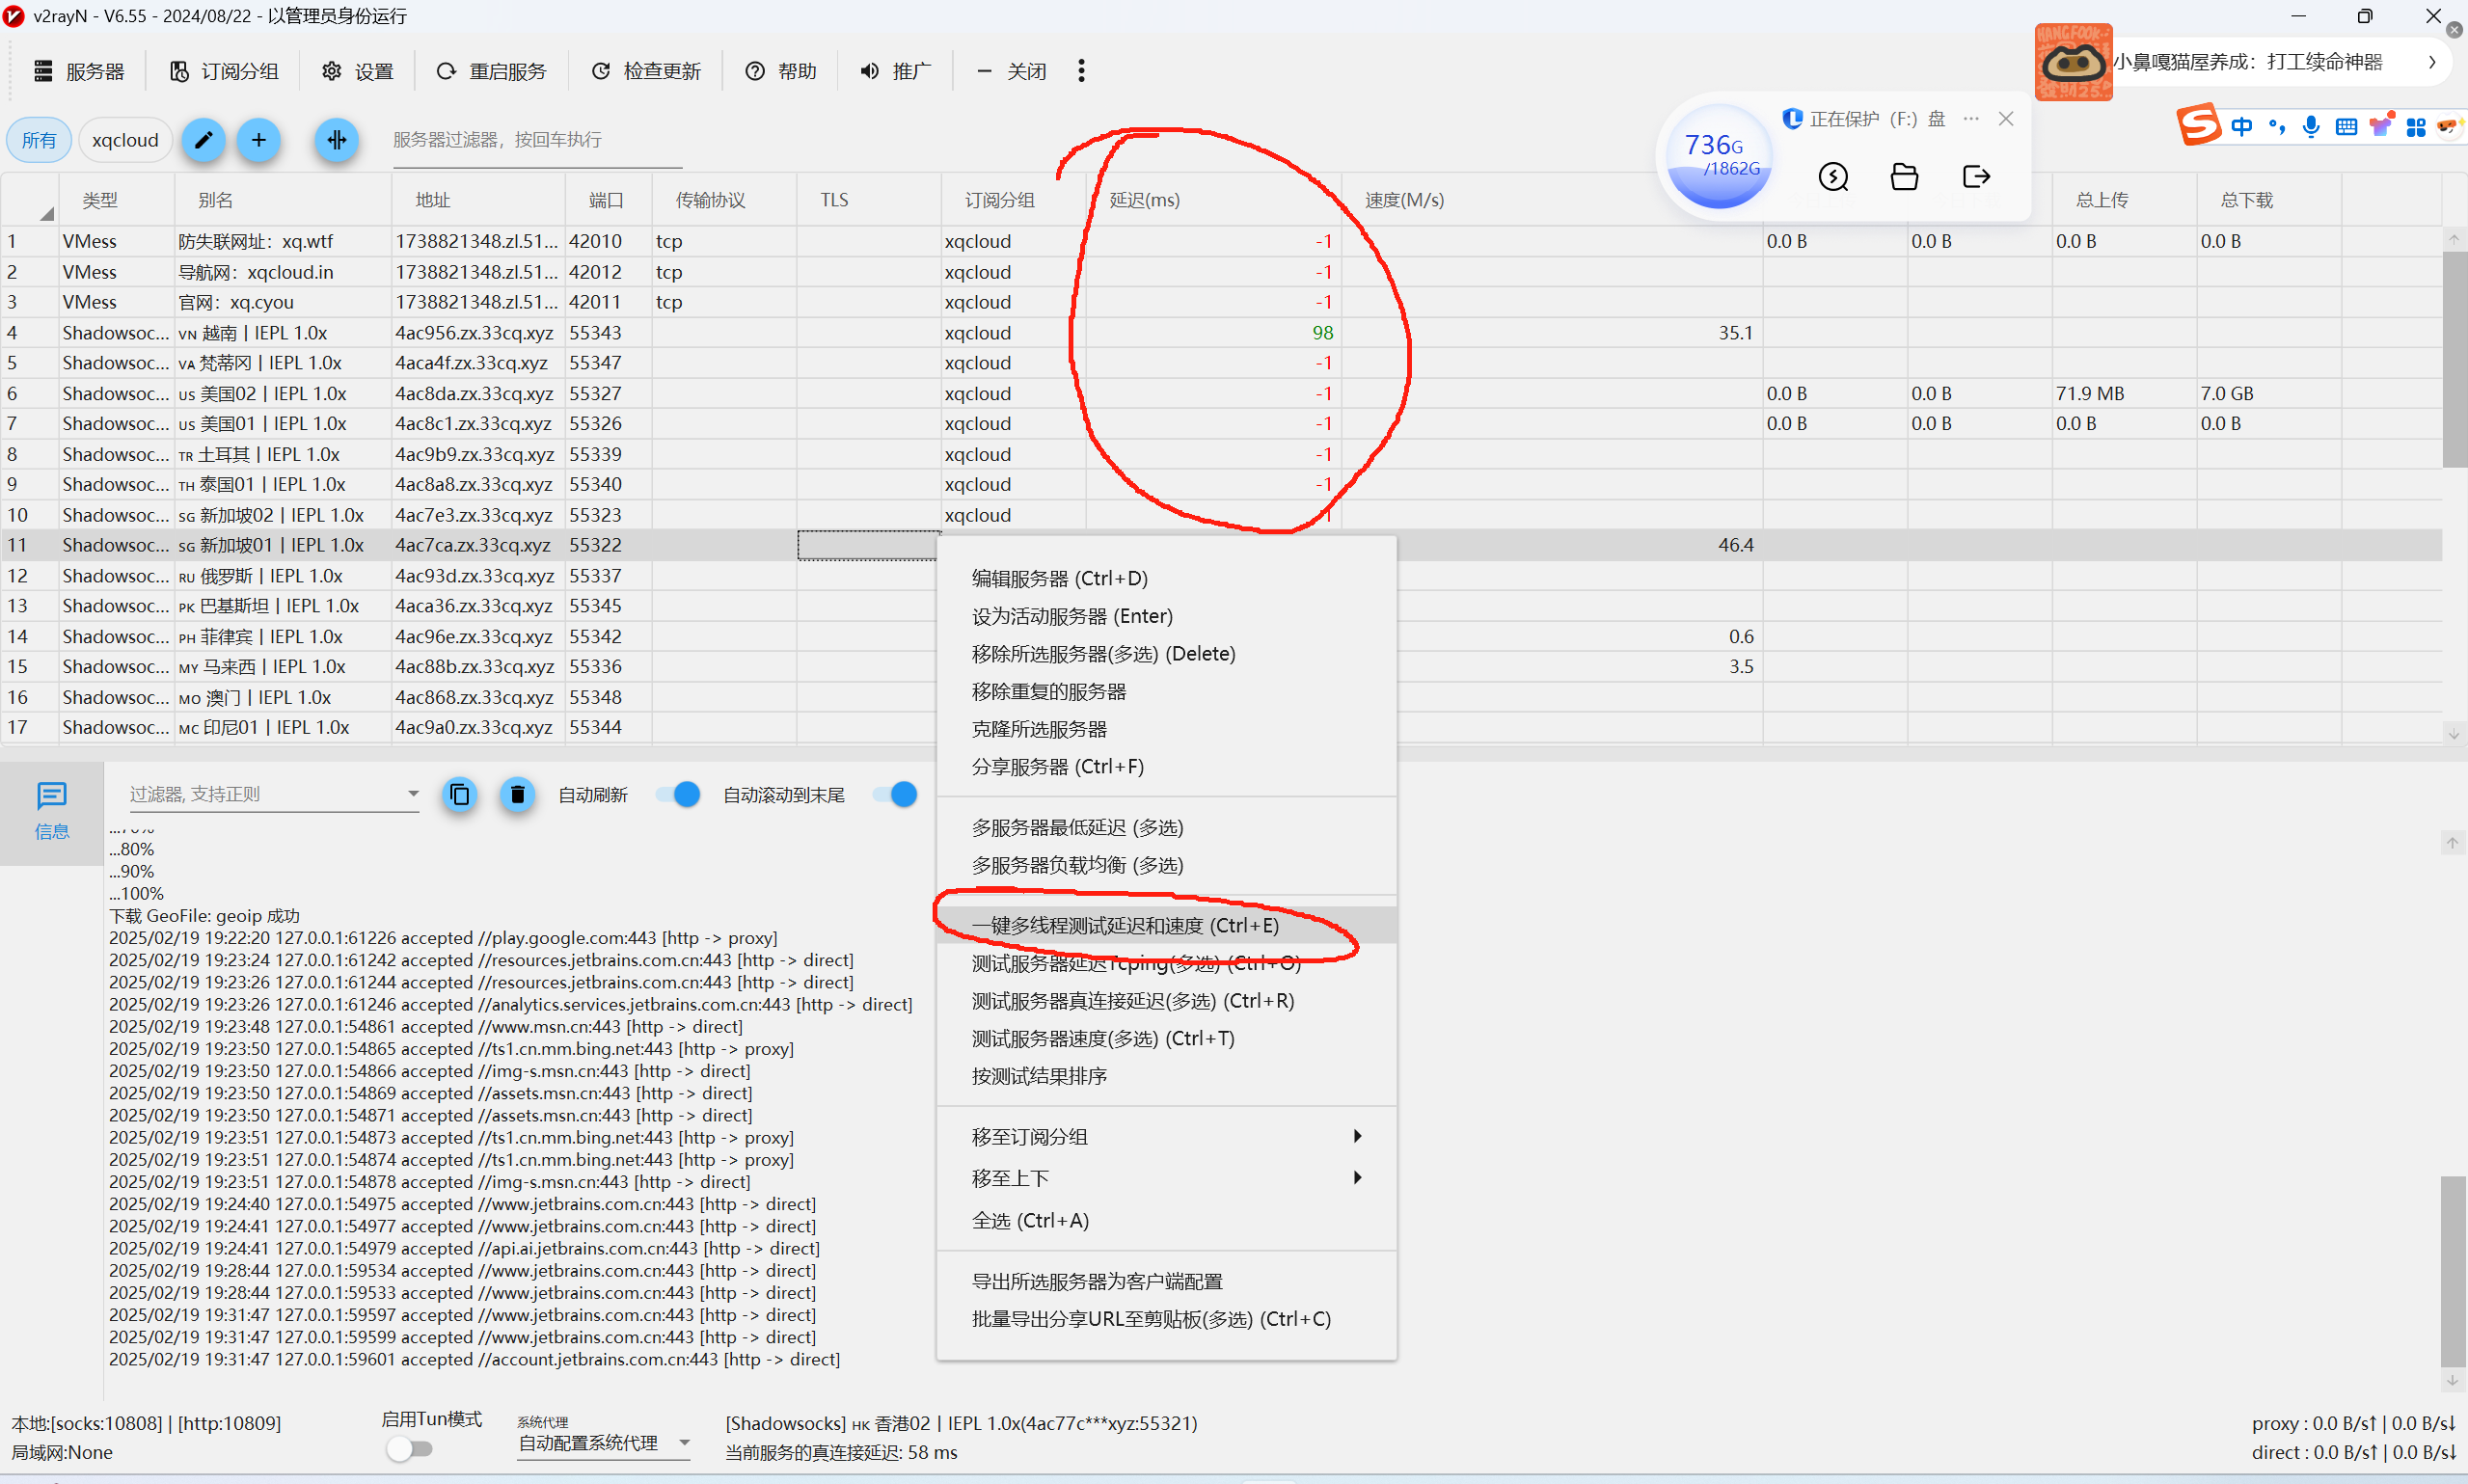 v2rayN - V6.55 - 2024/08/22 - 以管理员身份运行
服务器 订阅分组 设置 重启服务 检查更新 帮助 推广 关闭
小鼻嘎猫屋养成：打工续命神器
736G
/1862G
正在保护 (F:) 盘
中
所有 xqcloud 服务器过滤器，按回车执行
类型 别名 地址 端口 传输协议 TLS 订阅分组 延迟(ms) 速度(M/s) 总上传 总下载
1 VMess 防失联网址：xq.wtf 1738821348.zl.51... 42010 tcp xqcloud -1 0.0 B 0.0 B 0.0 B 0.0 B
2 VMess 导航网：xqcloud.in 1738821348.zl.51... 42012 tcp xqcloud -1
3 VMess 官网：xq.cyou 1738821348.zl.51... 42011 tcp xqcloud -1
4 Shadowsoc... VN 越南 | IEPL 1.0x 4ac956.zx.33cq.xyz 55343 xqcloud 98 35.1
5 Shadowsoc... VA 梵蒂冈 | IEPL 1.0x 4aca4f.zx.33cq.xyz 55347 xqcloud -1
6 Shadowsoc... US 美国02 | IEPL 1.0x 4ac8da.zx.33cq.xyz 55327 xqcloud -1 0.0 B 0.0 B 71.9 MB 7.0 GB
7 Shadowsoc... US 美国01 | IEPL 1.0x 4ac8c1.zx.33cq.xyz 55326 xqcloud -1 0.0 B 0.0 B 0.0 B 0.0 B
8 Shadowsoc... TR 土耳其 | IEPL 1.0x 4ac9b9.zx.33cq.xyz 55339 xqcloud -1
9 Shadowsoc... TH 泰国01 | IEPL 1.0x 4ac8a8.zx.33cq.xyz 55340 xqcloud -1
10 Shadowsoc... SG 新加坡02 | IEPL 1.0x 4ac7e3.zx.33cq.xyz 55323 xqcloud
11 Shadowsoc... SG 新加坡01 | IEPL 1.0x 4ac7ca.zx.33cq.xyz 55322 46.4
12 Shadowsoc... RU 俄罗斯 | IEPL 1.0x 4ac93d.zx.33cq.xyz 55337
13 Shadowsoc... PK 巴基斯坦 | IEPL 1.0x 4aca36.zx.33cq.xyz 55345
14 Shadowsoc... PH 菲律宾 | IEPL 1.0x 4ac96e.zx.33cq.xyz 55342 0.6
15 Shadowsoc... MY 马来西 | IEPL 1.0x 4ac88b.zx.33cq.xyz 55336 3.5
16 Shadowsoc... MO 澳门 | IEPL 1.0x 4ac868.zx.33cq.xyz 55348
17 Shadowsoc... MC 印尼01 | IEPL 1.0x 4ac9a0.zx.33cq.xyz 55344
编辑服务器 (Ctrl+D)
设为活动服务器 (Enter)
移除所选服务器(多选) (Delete)
移除重复的服务器
克隆所选服务器
分享服务器 (Ctrl+F)
多服务器最低延迟 (多选)
多服务器负载均衡 (多选)
一键多线程测试延迟和速度 (Ctrl+E)
测试服务器延迟Tcping(多选) (Ctrl+O)
测试服务器真连接延迟(多选) (Ctrl+R)
测试服务器速度(多选) (Ctrl+T)
按测试结果排序
移至订阅分组
移至上下
全选 (Ctrl+A)
导出所选服务器为客户端配置
批量导出分享URL至剪贴板(多选) (Ctrl+C)
信息
过滤器, 支持正则 自动刷新 自动滚动到末尾
...80%
...90%
...100%
下载 GeoFile: geoip 成功
2025/02/19 19:22:20 127.0.0.1:61226 accepted //play.google.com:443 [http -> proxy]
2025/02/19 19:23:24 127.0.0.1:61242 accepted //resources.jetbrains.com.cn:443 [http -> direct]
2025/02/19 19:23:26 127.0.0.1:61244 accepted //resources.jetbrains.com.cn:443 [http -> direct]
2025/02/19 19:23:26 127.0.0.1:61246 accepted //analytics.services.jetbrains.com.cn:443 [http -> direct]
2025/02/19 19:23:48 127.0.0.1:54861 accepted //www.msn.cn:443 [http -> direct]
2025/02/19 19:23:50 127.0.0.1:54865 accepted //ts1.cn.mm.bing.net:443 [http -> proxy]
2025/02/19 19:23:50 127.0.0.1:54866 accepted //img-s.msn.cn:443 [http -> direct]
2025/02/19 19:23:50 127.0.0.1:54869 accepted //assets.msn.cn:443 [http -> direct]
2025/02/19 19:23:50 127.0.0.1:54871 accepted //assets.msn.cn:443 [http -> direct]
2025/02/19 19:23:51 127.0.0.1:54873 accepted //ts1.cn.mm.bing.net:443 [http -> proxy]
2025/02/19 19:23:51 127.0.0.1:54874 accepted //ts1.cn.mm.bing.net:443 [http -> proxy]
2025/02/19 19:23:51 127.0.0.1:54878 accepted //img-s.msn.cn:443 [http -> direct]
2025/02/19 19:24:40 127.0.0.1:54975 accepted //www.jetbrains.com.cn:443 [http -> direct]
2025/02/19 19:24:41 127.0.0.1:54977 accepted //www.jetbrains.com.cn:443 [http -> direct]
2025/02/19 19:24:41 127.0.0.1:54979 accepted //api.ai.jetbrains.com.cn:443 [http -> direct]
2025/02/19 19:28:44 127.0.0.1:59534 accepted //www.jetbrains.com.cn:443 [http -> direct]
2025/02/19 19:28:44 127.0.0.1:59533 accepted //www.jetbrains.com.cn:443 [http -> direct]
2025/02/19 19:31:47 127.0.0.1:59597 accepted //www.jetbrains.com.cn:443 [http -> direct]
2025/02/19 19:31:47 127.0.0.1:59599 accepted //www.jetbrains.com.cn:443 [http -> direct]
2025/02/19 19:31:47 127.0.0.1:59601 accepted //account.jetbrains.com.cn:443 [http -> direct]
本地:[socks:10808] | [http:10809]
局域网:None
启用Tun模式
系统代理
自动配置系统代理
[Shadowsocks] HK 香港02 | IEPL 1.0x(4ac77c***xyz:55321)
当前服务的真连接延迟: 58 ms
proxy : 0.0 B/s↑ | 0.0 B/s↓
direct : 0.0 B/s↑ | 0.0 B/s↓